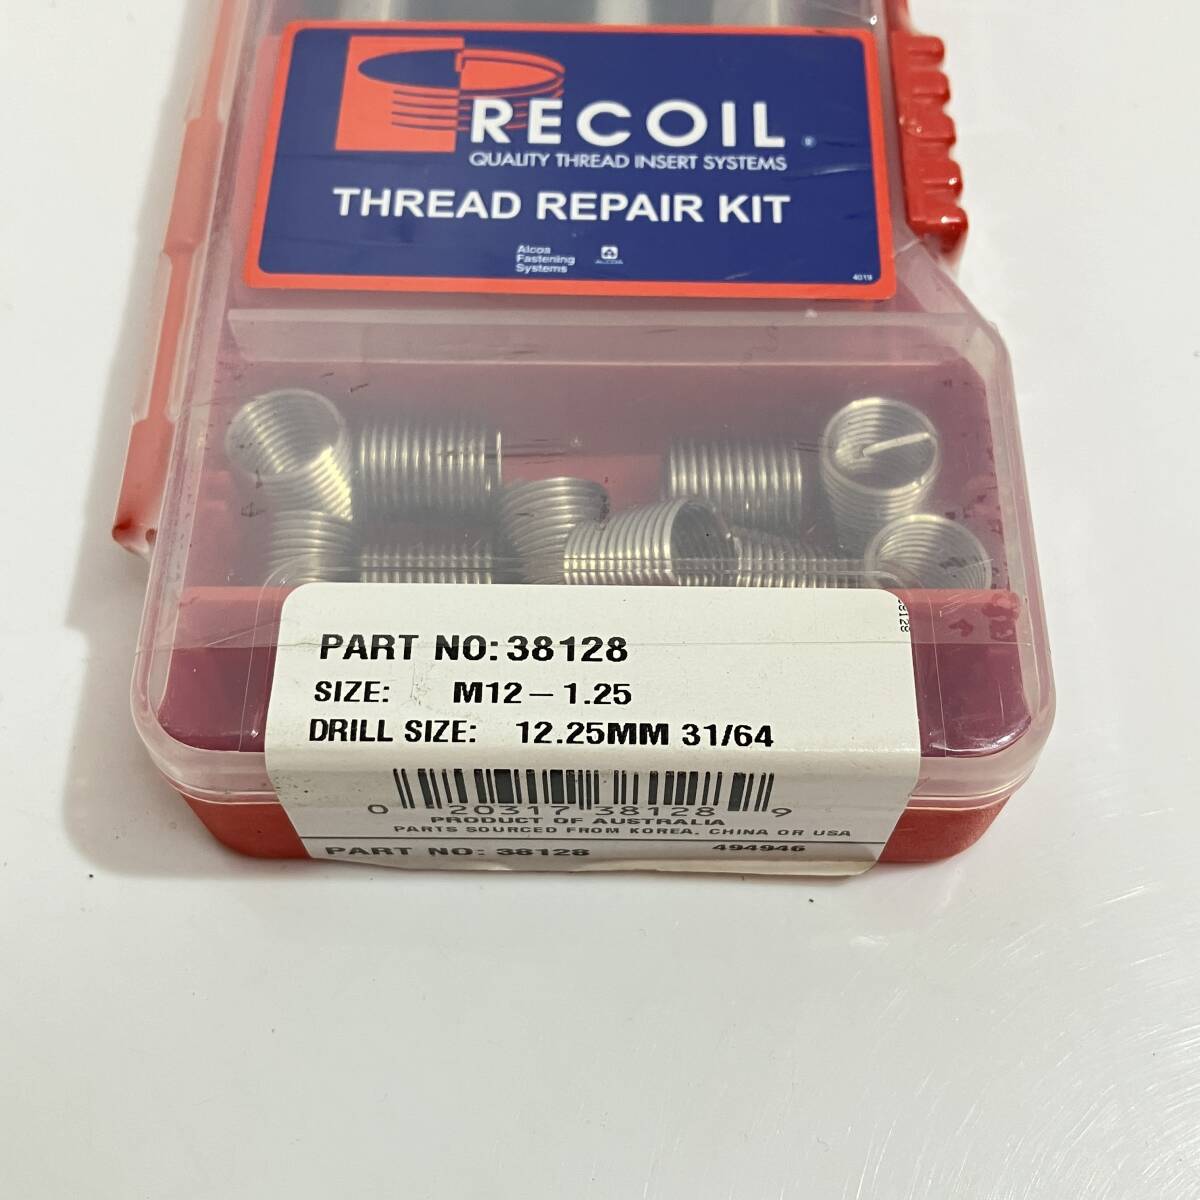 RECOIL ®
QUALITY THREAD INSERT SYSTEMS
THREAD REPAIR KIT
Alcoa
Fastening
Systems
ALCOA
4019
38128
PART NO: 38128
SIZE: M12 – 1.25
DRILL SIZE: 12.25MM 31/64
0 20317 38128 9
PRODUCT OF AUSTRALIA
PARTS SOURCED FROM KOREA, CHINA OR USA
PART NO: 38128 494946